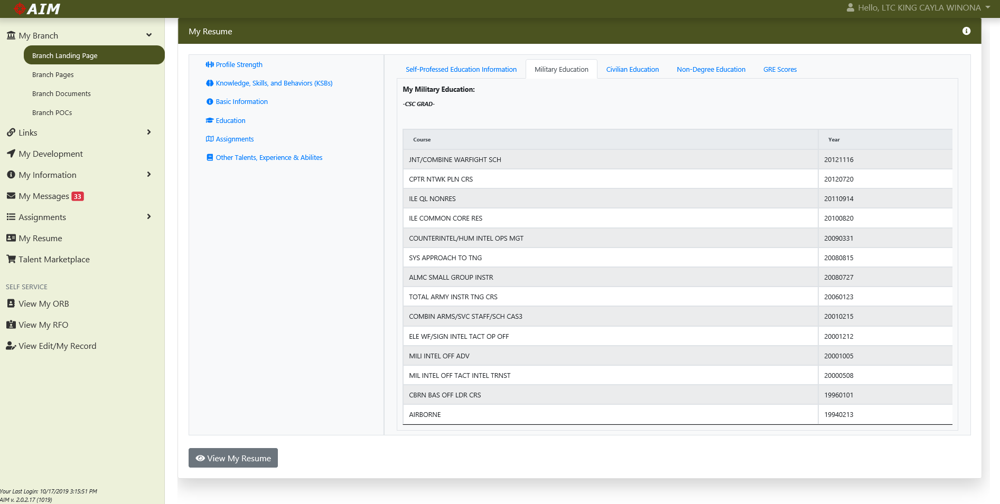 AIM
Hello, LTC KING CAYLA WINONA
My Branch
Branch Landing Page
Branch Pages
Branch Documents
Branch POCs
Links
My Development
My Information
My Messages 33
Assignments
My Resume
Talent Marketplace
SELF SERVICE
View My ORB
View My RFO
View Edit/My Record
Your Last Login: 10/17/2019 3:15:51 PM
AIM v. 2.0.2.17 (1019)
My Resume
Profile Strength
Knowledge, Skills, and Behaviors (KSBs)
Basic Information
Education
Assignments
Other Talents, Experience & Abilites
Self-Professed Education Information Military Education Civilian Education Non-Degree Education GRE Scores
My Military Education:
-CSC GRAD-
Course Year
JNT/COMBINE WARFIGHT SCH 20121116
CPTR NTWK PLN CRS 20120720
ILE QL NONRES 20110914
ILE COMMON CORE RES 20100820
COUNTERINTEL/HUM INTEL OPS MGT 20090331
SYS APPROACH TO TNG 20080815
ALMC SMALL GROUP INSTR 20080727
TOTAL ARMY INSTR TNG CRS 20060123
COMBIN ARMS/SVC STAFF/SCH CAS3 20010215
ELE WF/SIGN INTEL TACT OP OFF 20001212
MILI INTEL OFF ADV 20001005
MIL INTEL OFF TACT INTEL TRNST 20000508
CBRN BAS OFF LDR CRS 19960101
AIRBORNE 19940213
View My Resume